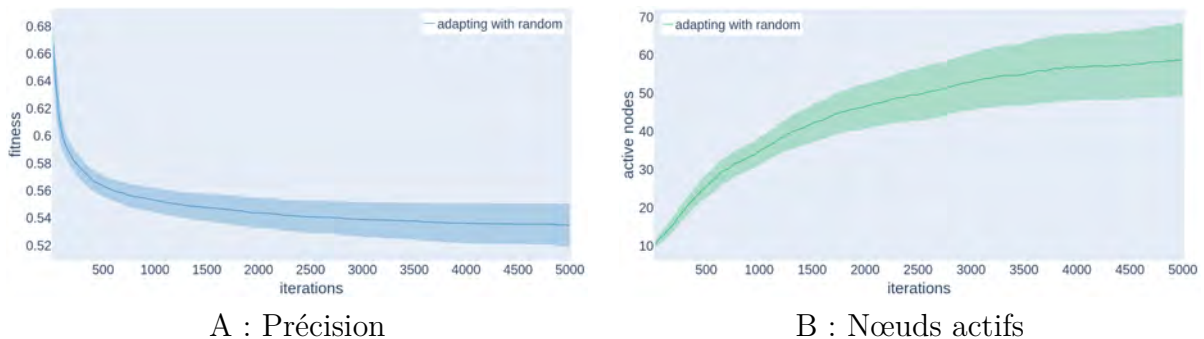 0.68
0.66
0.64
0.62
0.6
0.58
0.56
0.54
0.52
fitness
adapting with random
500 1000 1500 2000 2500 3000 3500 4000 4500 5000
iterations
A : Précision
70
60
50
40
30
20
10
active nodes
adapting with random
500 1000 1500 2000 2500 3000 3500 4000 4500 5000
iterations
B : Nœuds actifs